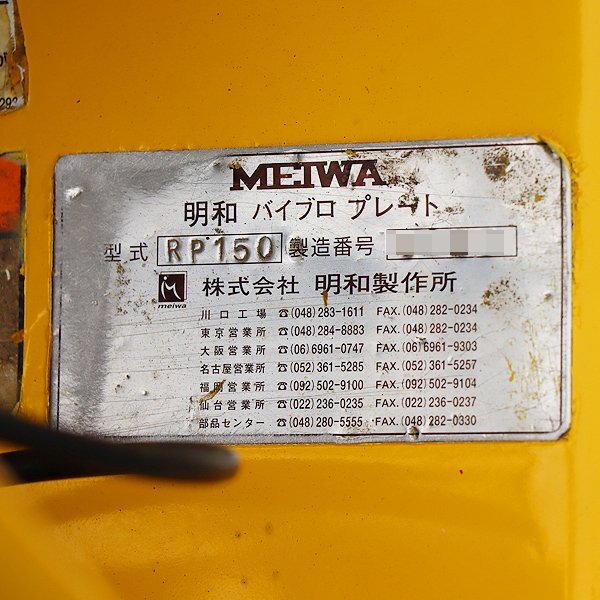 292
MEIWA
明和 バイブロ プレート
型式 RP150 製造番号
meiwa 株式会社 明和製作所
川口工場 ☎(048)283-1611 FAX.(048)282-0234
東京営業所 ☎(048)284-8883 FAX.(048)282-0234
大阪営業所 ☎(06)6961-0747 FAX.(06)6961-9303
名古屋営業所 ☎(052)361-5285 FAX.(052)361-5257
福岡営業所 ☎(092)502-9100 FAX.(092)502-9104
仙台営業所 ☎(022)236-0235 FAX.(022)236-0237
部品センター ☎(048)280-5555 FAX.(048)282-0330